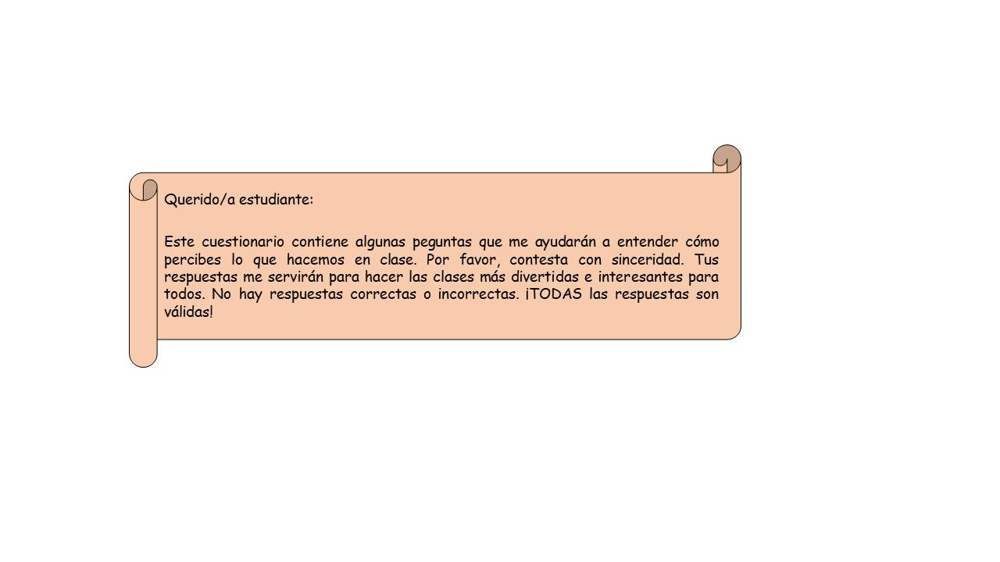 Querido/a estudiante:
Este cuestionario contiene algunas peguntas que me ayudarán a entender cómo
percibes lo que hacemos en clase. Por favor, contesta con sinceridad. Tus
respuestas me servirán para hacer las clases más divertidas e interesantes para
todos. No hay respuestas correctas o incorrectas. ¡TODAS las respuestas son
válidas!